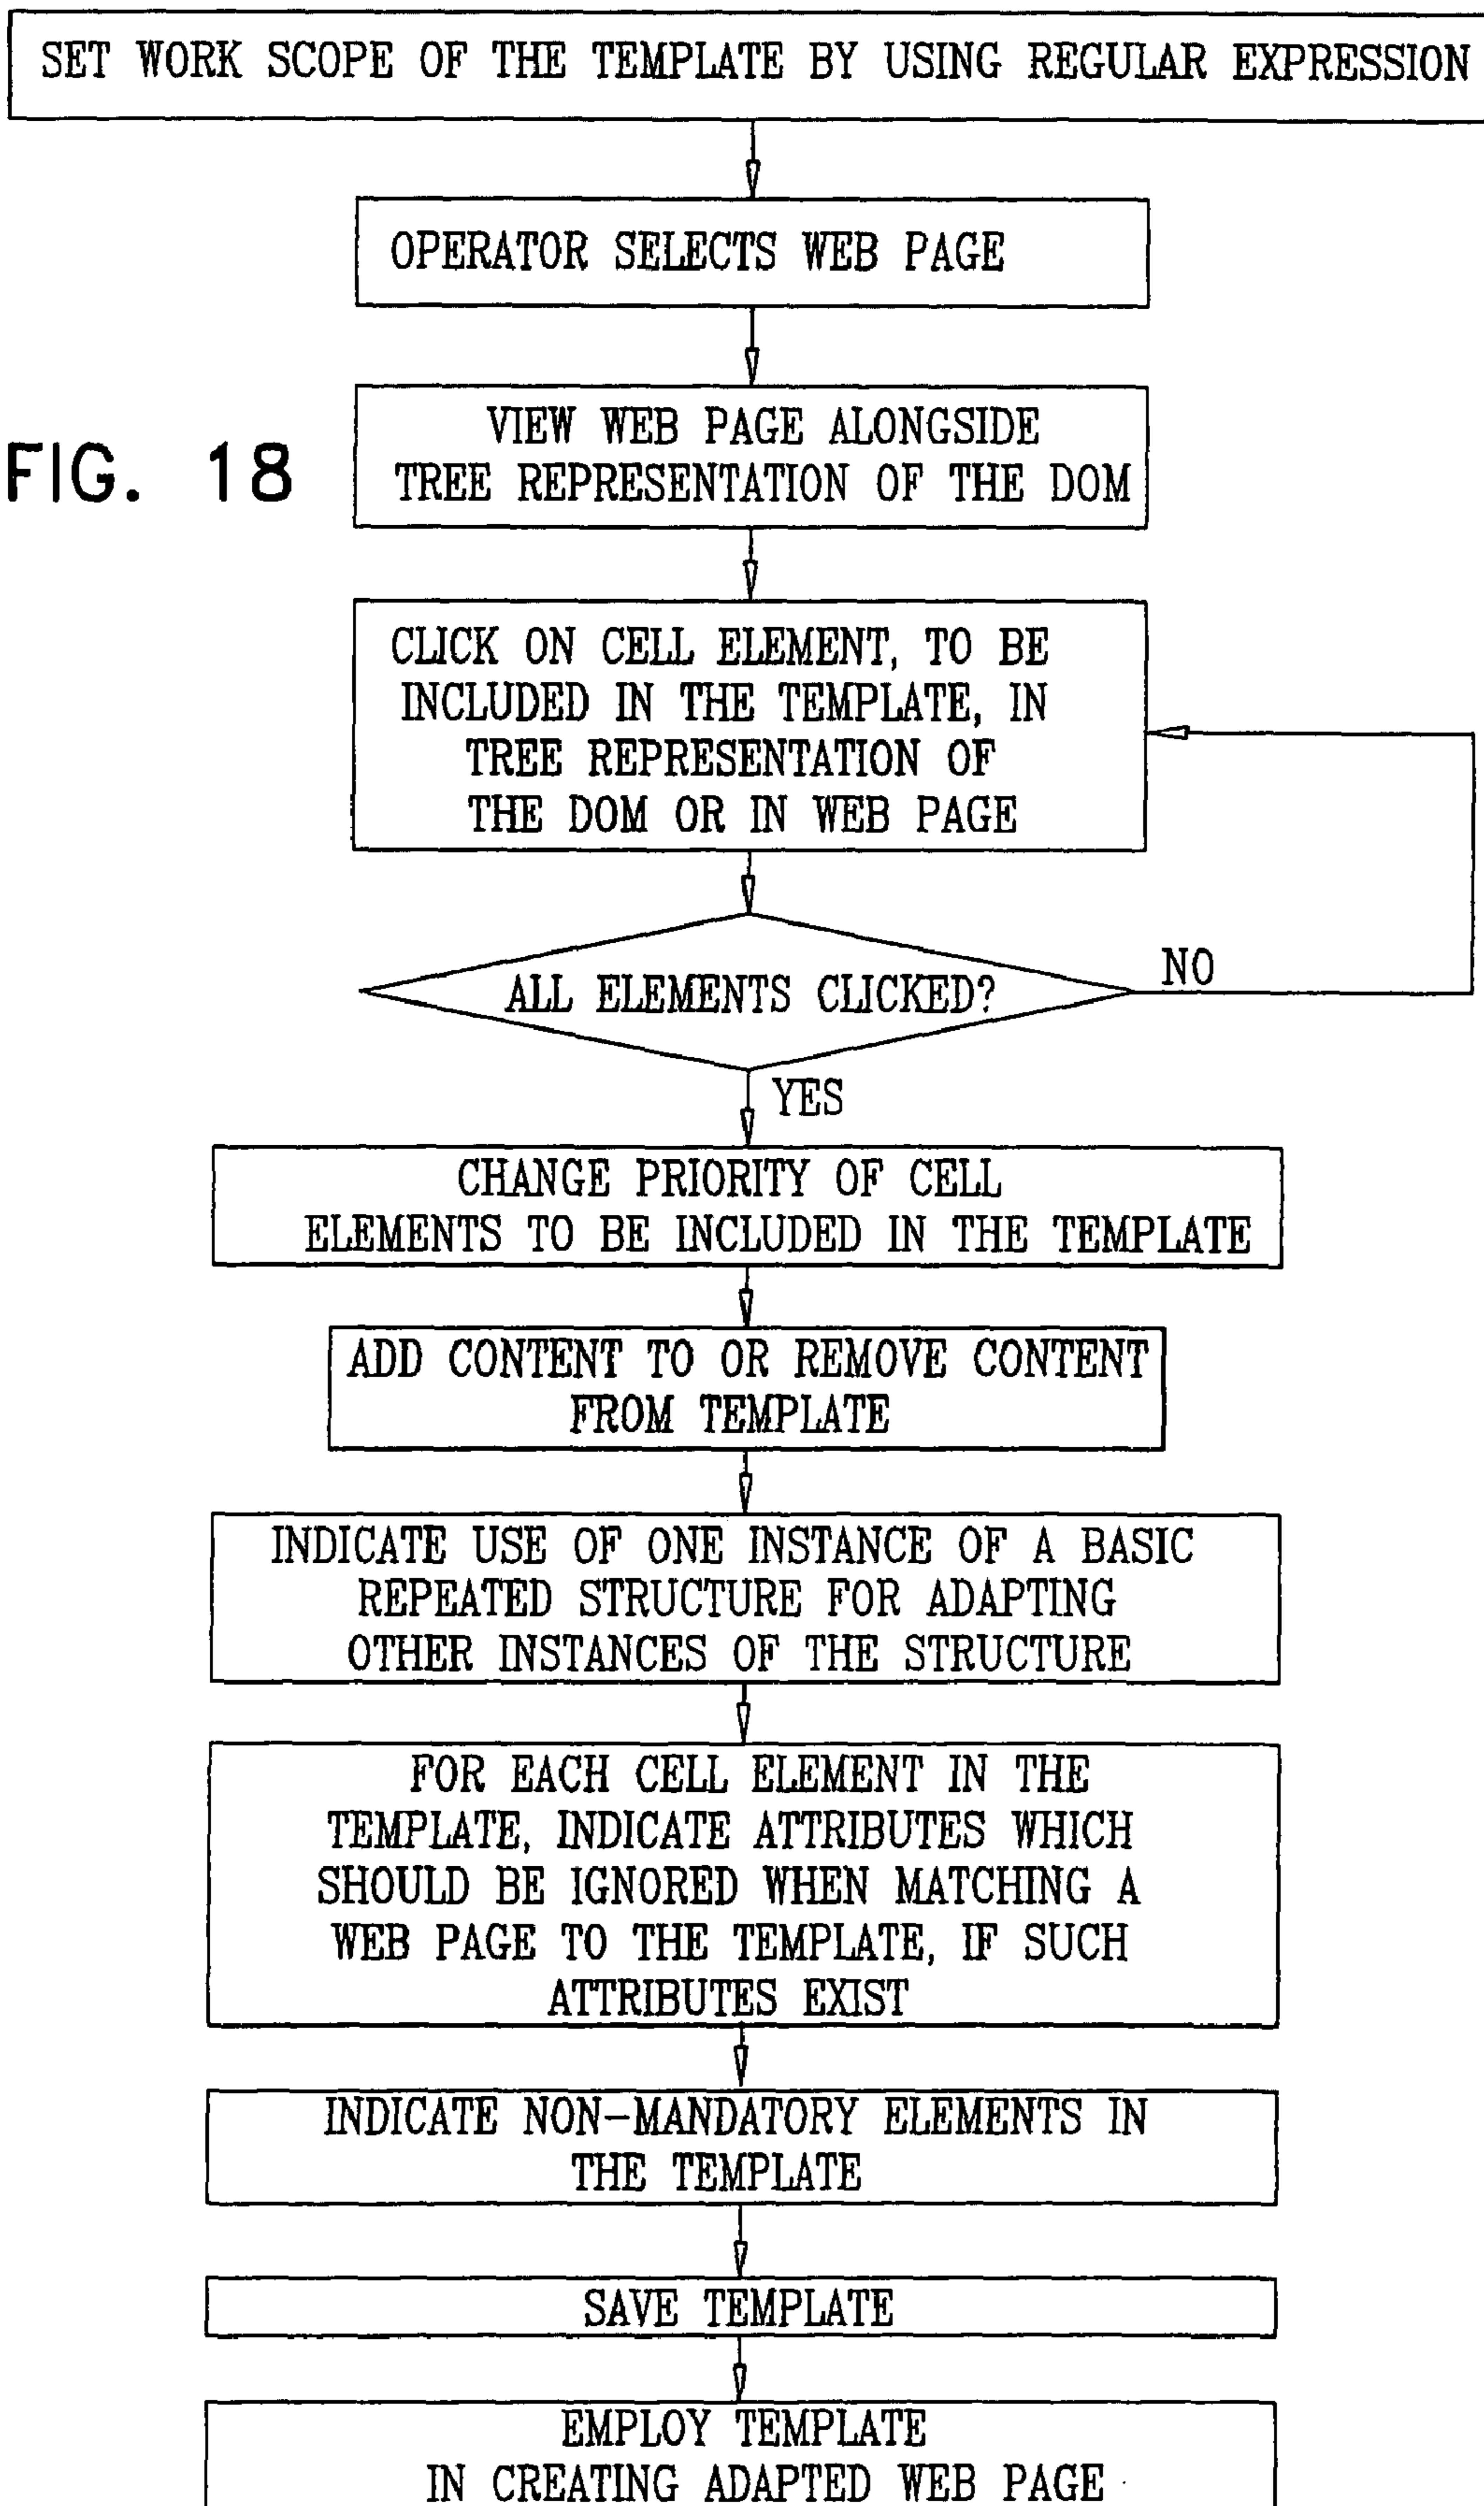 SET WORK SCOPE OF THE TEMPLATE BY USING REGULAR EXPRESSION
OPERATOR SELECTS WEB PAGE
FIG. 18
VIEW WEB PAGE ALONGSIDE
TREE REPRESENTATION OF THE DOM
CLICK ON CELL ELEMENT, TO BE
INCLUDED IN THE TEMPLATE, IN
TREE REPRESENTATION OF
THE DOM OR IN WEB PAGE
ALL ELEMENTS CLICKED?
NO
YES
CHANGE PRIORITY OF CELL
ELEMENTS TO BE INCLUDED IN THE TEMPLATE
ADD CONTENT TO OR REMOVE CONTENT
FROM TEMPLATE
INDICATE USE OF ONE INSTANCE OF A BASIC
REPEATED STRUCTURE FOR ADAPTING
OTHER INSTANCES OF THE STRUCTURE
FOR EACH CELL ELEMENT IN THE
TEMPLATE, INDICATE ATTRIBUTES WHICH
SHOULD BE IGNORED WHEN MATCHING A
WEB PAGE TO THE TEMPLATE, IF SUCH
ATTRIBUTES EXIST
INDICATE NON-MANDATORY ELEMENTS IN
THE TEMPLATE
SAVE TEMPLATE
EMPLOY TEMPLATE
IN CREATING ADAPTED WEB PAGE